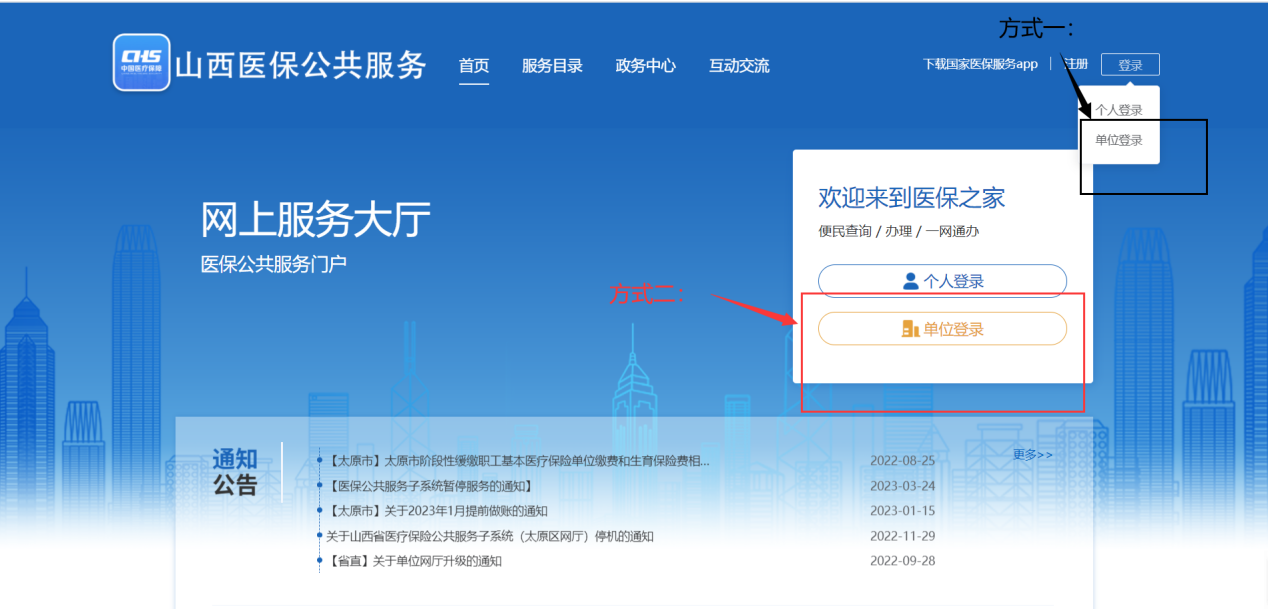 方式一：
CHS
中国医疗保障
山西医保公共服务
首页 服务目录 政务中心 互动交流
下载国家医保服务app | 注册 登录
个人登录
单位登录
网上服务大厅
医保公共服务门户
欢迎来到医保之家
便民查询 / 办理 / 一网通办
个人登录
方式二：
单位登录
通知
公告
【太原市】太原市阶段性缓缴职工基本医疗保险单位缴费和生育保险费相... 2022-08-25
更多>>
【医保公共服务子系统暂停服务的通知】 2023-03-24
【太原市】关于2023年1月提前做账的通知 2023-01-15
关于山西省医疗保险公共服务子系统（太原区网厅）停机的通知 2022-11-29
【省直】关于单位网厅升级的通知 2022-09-28